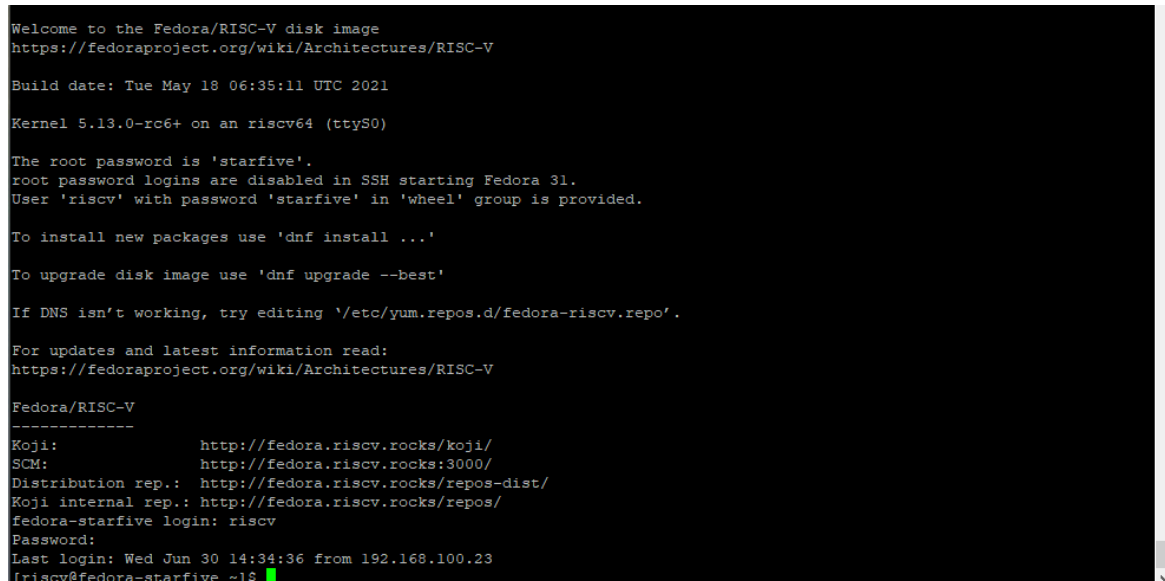 Welcome to the Fedora/RISC-V disk image
https://fedoraproject.org/wiki/Architectures/RISC-V
Build date: Tue May 18 06:35:11 UTC 2021
Kernel 5.13.0-rc6+ on an riscv64 (ttyS0)
The root password is 'starfive'.
root password logins are disabled in SSH starting Fedora 31.
User 'riscv' with password 'starfive' in 'wheel' group is provided.
To install new packages use 'dnf install ...'
To upgrade disk image use 'dnf upgrade --best'
If DNS isn’t working, try editing ‘/etc/yum.repos.d/fedora-riscv.repo’.
For updates and latest information read:
https://fedoraproject.org/wiki/Architectures/RISC-V
Fedora/RISC-V
-------------
Koji:               http://fedora.riscv.rocks/koji/
SCM:                http://fedora.riscv.rocks:3000/
Distribution rep.:  http://fedora.riscv.rocks/repos-dist/
Koji internal rep.: http://fedora.riscv.rocks/repos/
fedora-starfive login: riscv
Password:
Last login: Wed Jun 30 14:34:36 from 192.168.100.23
[riscv@fedora-starfive ~]$